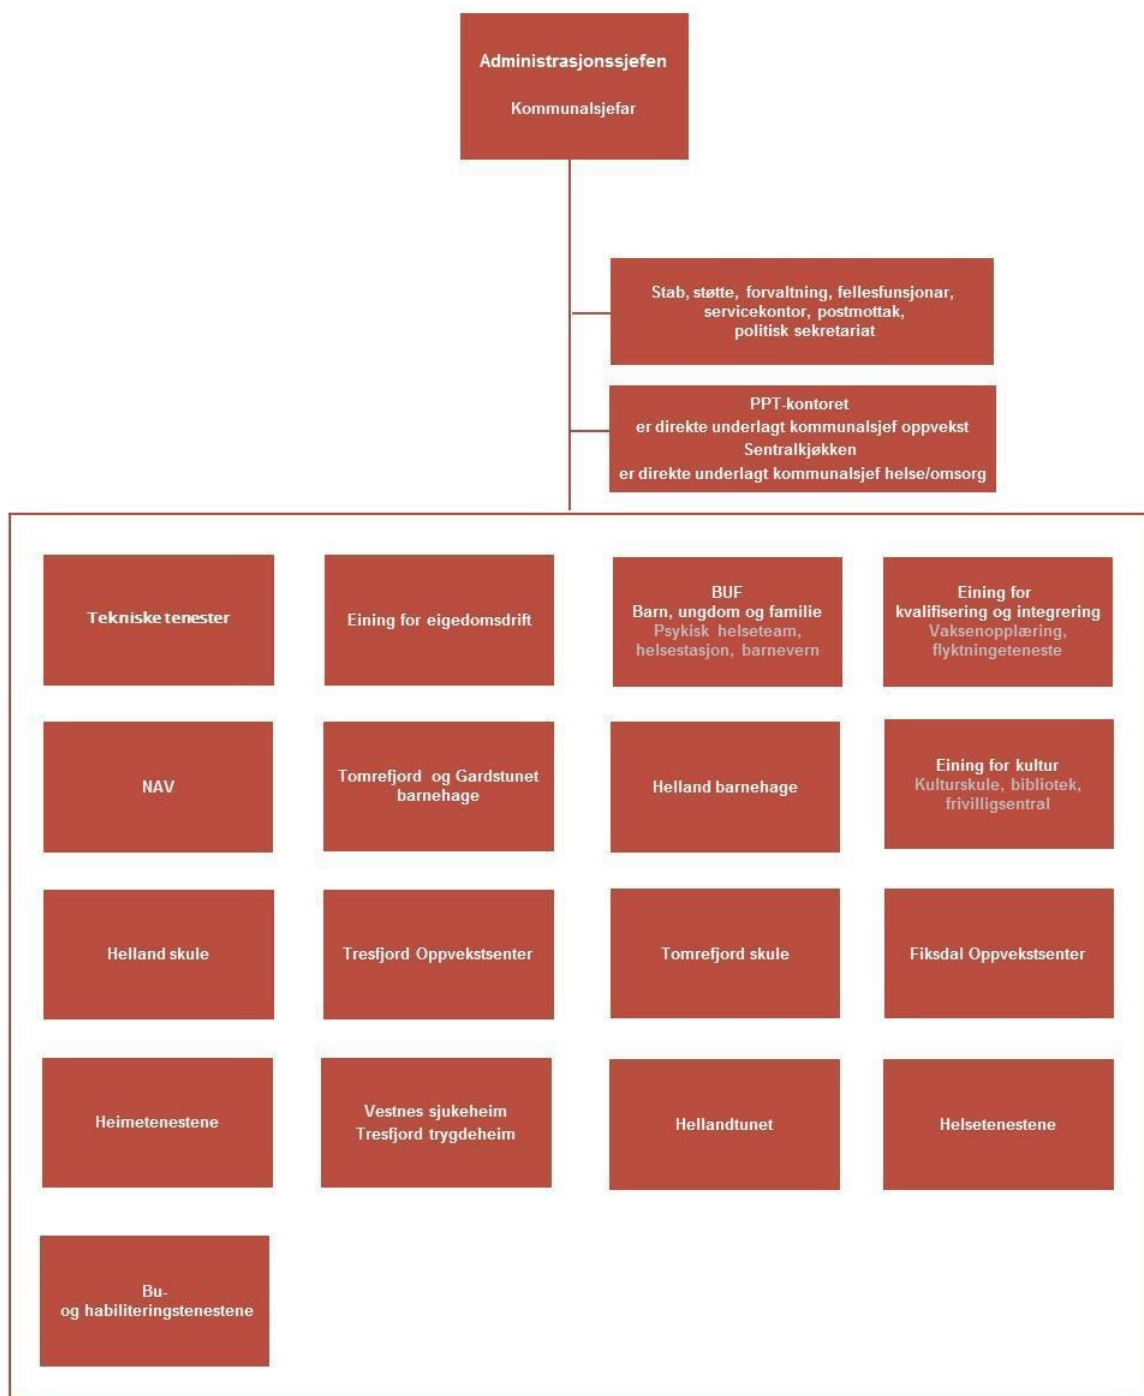 Administrasjonssjefen
Kommunalsjefar
Stab, støtte, forvaltning, fellesfunsjonar,
servicekontor, postmottak,
politisk sekretariat
PPT-kontoret
er direkte underlagt kommunalsjef oppvekst
Sentralkjøkken
er direkte underlagt kommunalsjef helse/omsorg
Tekniske tenester
Eining for eigedomsdrift
BUF
Barn, ungdom og familie
Psykisk helseteam,
helsestasjon, barnevern
Eining for
kvalifisering og integrering
Vaksenopplæring,
flyktningeteneste
NAV
Tomrefjord og Gardstunet
barnehage
Helland barnehage
Eining for kultur
Kulturskule, bibliotek,
frivilligsentral
Helland skule
Tresfjord Oppvekstsenter
Tomrefjord skule
Fiksdal Oppvekstsenter
Heimetenestene
Vestnes sjukeheim
Tresfjord trygdeheim
Hellandtunet
Helsetenestene
Bu-
og habiliteringstenestene